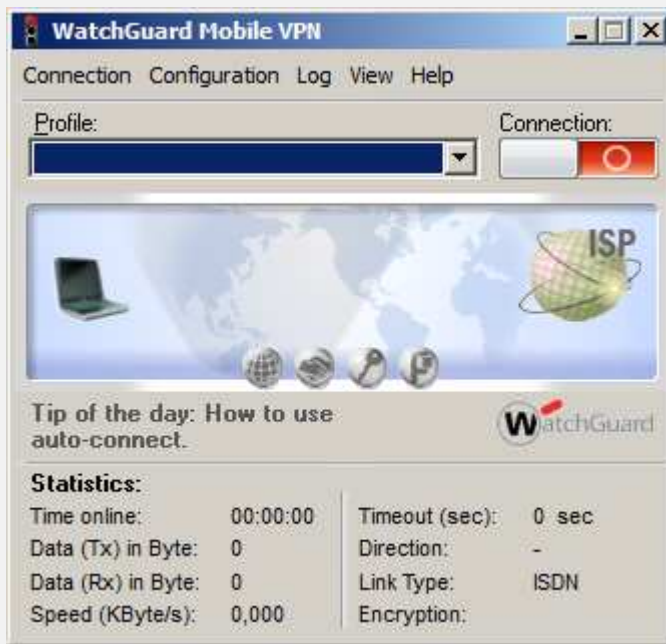 WatchGuard Mobile VPN
Connection Configuration Log View Help
Profile: Connection:
ISP
Tip of the day: How to use
auto-connect.
WatchGuard
Statistics:
Time online: 00:00:00 Timeout (sec): 0 sec
Data (Tx) in Byte: 0 Direction: -
Data (Rx) in Byte: 0 Link Type: ISDN
Speed (KByte/s): 0,000 Encryption: